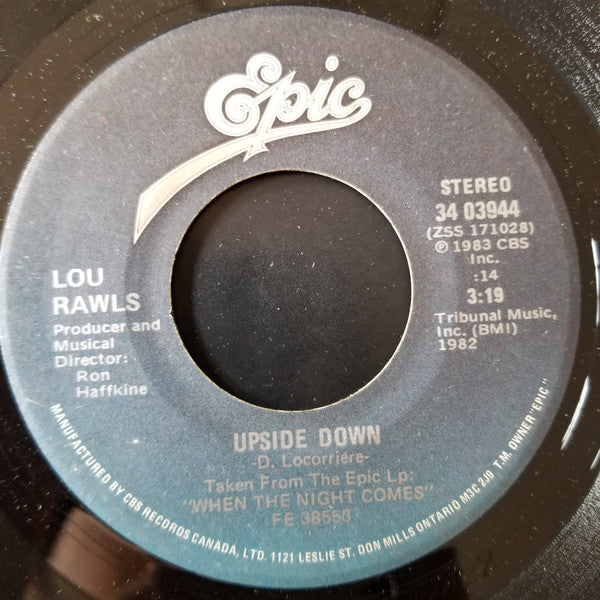 Epic
STEREO
34 03944
(ZSS 171028)
℗ 1983 CBS
Inc.
:14
3:19
Tribunal Music,
Inc. (BMI)
1982
LOU
RAWLS
Producer and
Musical
Director:
Ron
Haffkine
UPSIDE DOWN
-D. Locorrière-
Taken From The Epic Lp:
"WHEN THE NIGHT COMES"
FE 38553
MANUFACTURED BY CBS RECORDS CANADA, LTD. 1121 LESLIE ST. DON MILLS ONTARIO M3C 2J9 T.M. OWNER "EPIC"